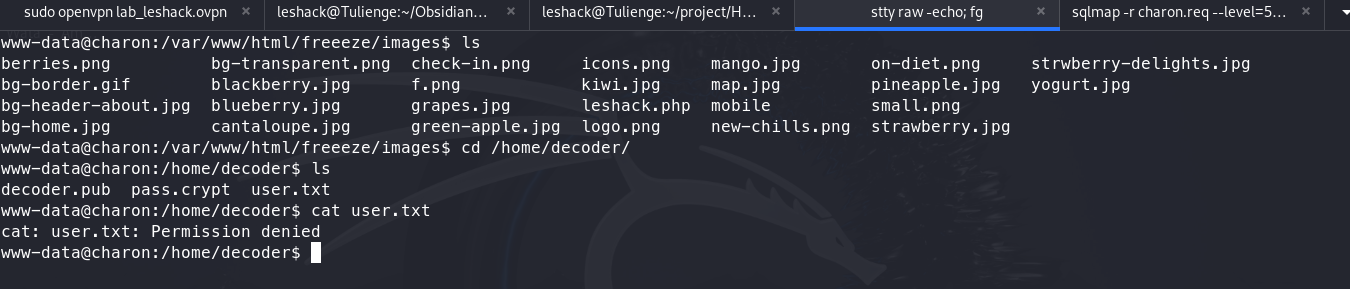 sudo openvpn lab_leshack.ovpn × leshack@Tulienge:~/Obsidian... × leshack@Tulienge:~/project/H... × stty raw -echo; fg × sqlmap -r charon.req --level=5... ×
www-data@charon:/var/www/html/freeeze/images$ ls
berries.png bg-transparent.png check-in.png icons.png mango.jpg on-diet.png strwberry-delights.jpg
bg-border.gif blackberry.jpg f.png kiwi.jpg map.jpg pineapple.jpg yogurt.jpg
bg-header-about.jpg blueberry.jpg grapes.jpg leshack.php mobile small.png
bg-home.jpg cantaloupe.jpg green-apple.jpg logo.png new-chills.png strawberry.jpg
www-data@charon:/var/www/html/freeeze/images$ cd /home/decoder/
www-data@charon:/home/decoder$ ls
decoder.pub pass.crypt user.txt
www-data@charon:/home/decoder$ cat user.txt
cat: user.txt: Permission denied
www-data@charon:/home/decoder$